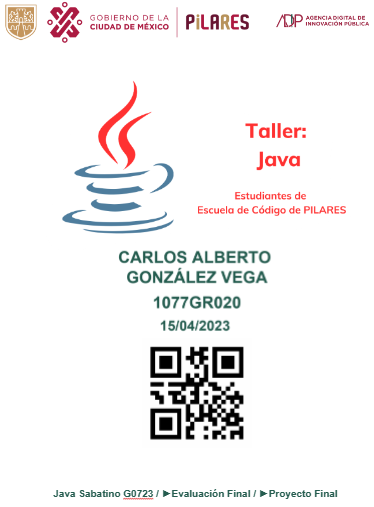 GOBIERNO DE LA
CIUDAD DE MÉXICO
PiLARES
ADP
AGENCIA DIGITAL DE
INNOVACIÓN PÚBLICA
Taller:
Java
Estudiantes de
Escuela de Código de PILARES
CARLOS ALBERTO
GONZÁLEZ VEGA
1077GR020
15/04/2023
Java Sabatino G0723 / ►Evaluación Final / ►Proyecto Final